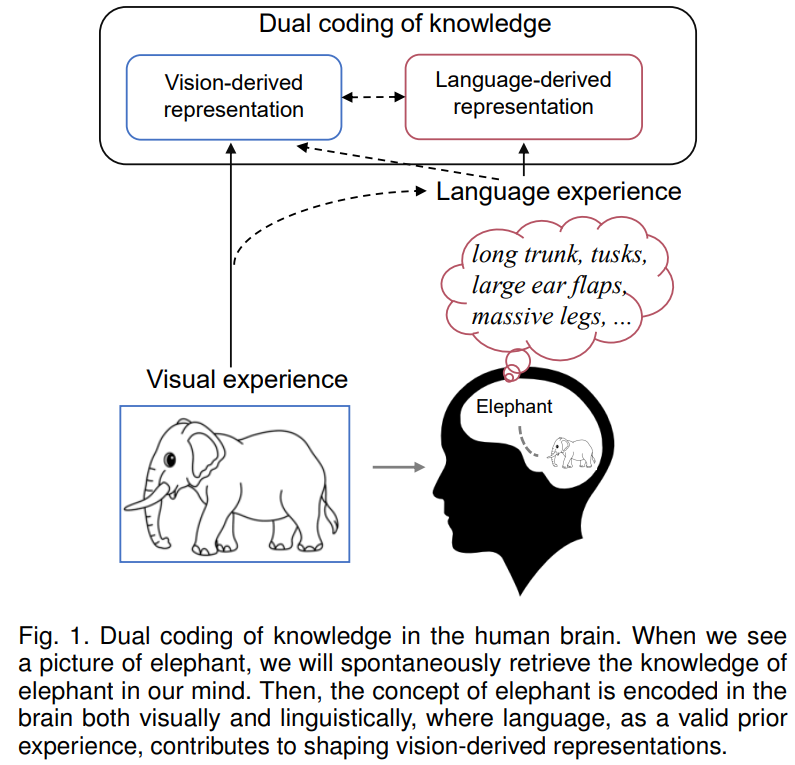 Dual coding of knowledge
Vision-derived
representation
Language-derived
representation
Language experience
long trunk, tusks,
large ear flaps,
massive legs, ...
Visual experience
Elephant
Fig. 1. Dual coding of knowledge in the human brain. When we see
a picture of elephant, we will spontaneously retrieve the knowledge of
elephant in our mind. Then, the concept of elephant is encoded in the
brain both visually and linguistically, where language, as a valid prior
experience, contributes to shaping vision-derived representations.